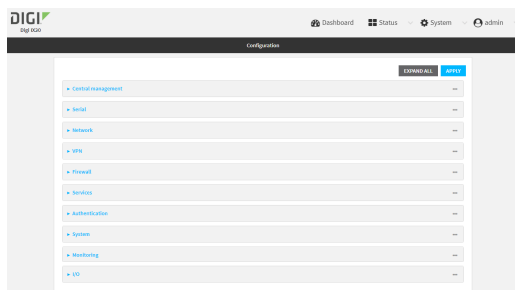 DIGI
Digi IX20
Dashboard
Status
System
admin
Configuration
EXPAND ALL
APPLY
Central management
Serial
Network
VPN
Firewall
Services
Authentication
System
Monitoring
I/O